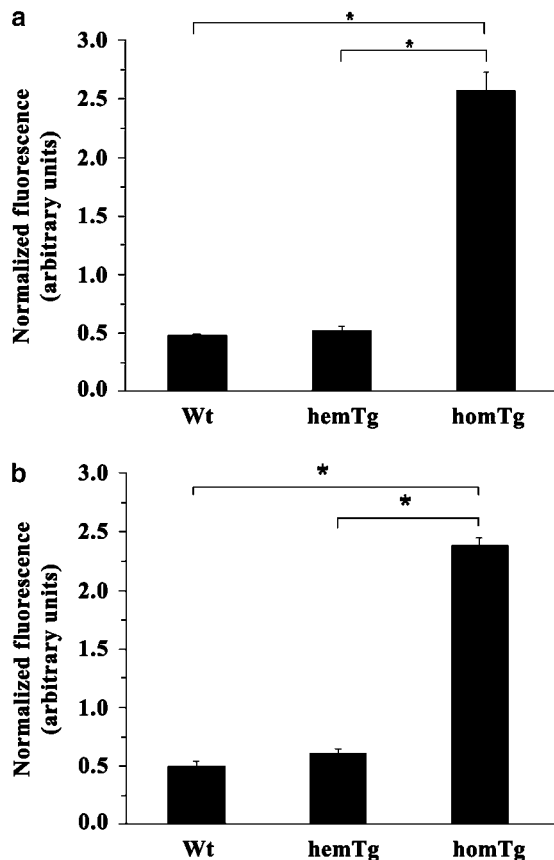 a
*
*
Normalized fluorescence
(arbitrary units)
3.0
2.5
2.0
1.5
1.0
0.5
0.0
Wt hemTg homTg
b
*
*
Normalized fluorescence
(arbitrary units)
3.0
2.5
2.0
1.5
1.0
0.5
0.0
Wt hemTg homTg